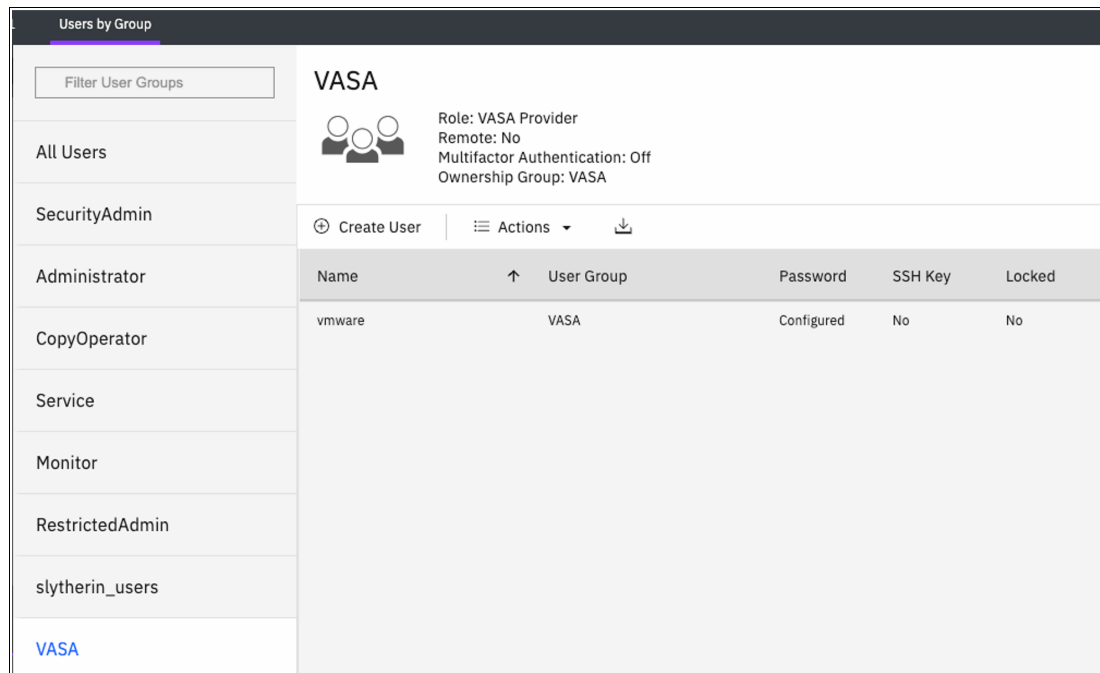 Users by Group
Filter User Groups
All Users
SecurityAdmin
Administrator
CopyOperator
Service
Monitor
RestrictedAdmin
slytherin_users
VASA
VASA
Role: VASA Provider
Remote: No
Multifactor Authentication: Off
Ownership Group: VASA
Create User Actions
Name User Group Password SSH Key Locked
vmware VASA Configured No No